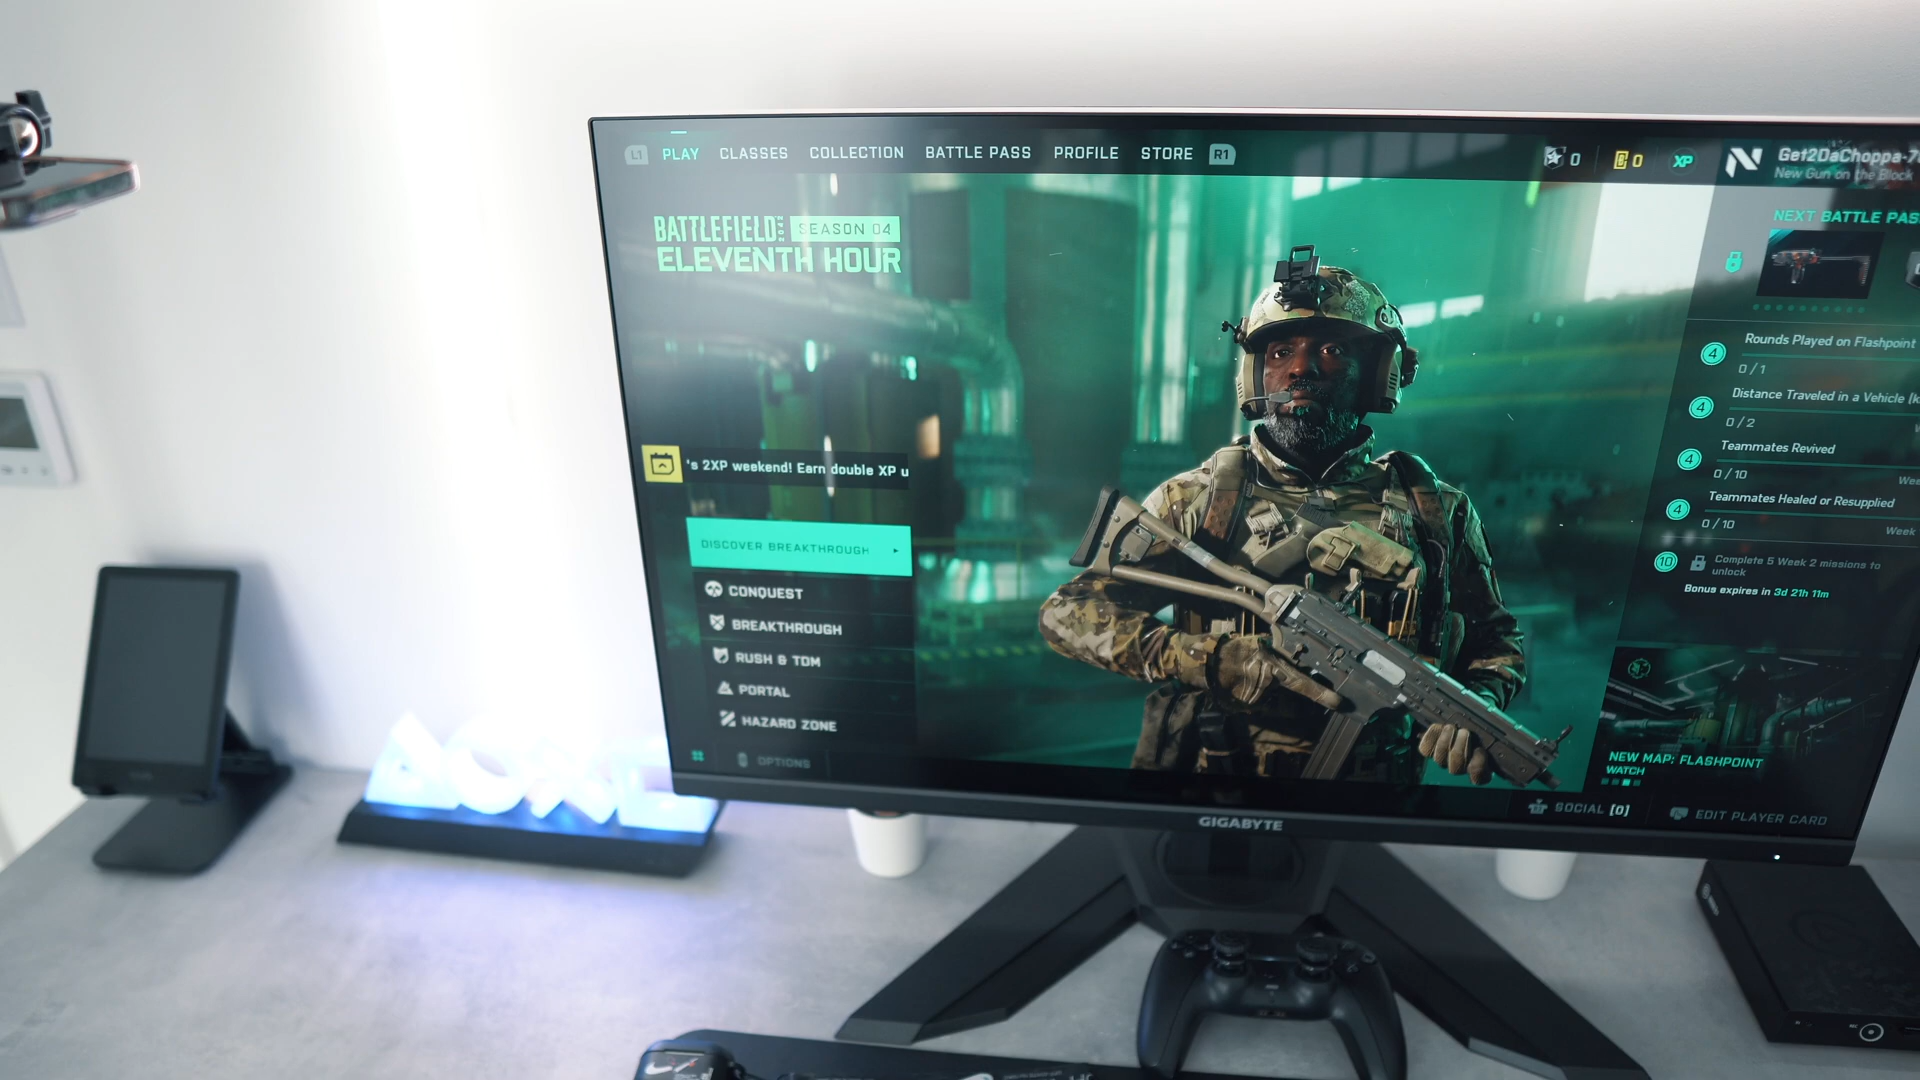 L1 PLAY CLASSES COLLECTION BATTLE PASS PROFILE STORE R1
0 0 XP
Get2DaChoppa-7
New Gun on the Block
BATTLEFIELD 2042 SEASON 04
ELEVENTH HOUR
's 2XP weekend! Earn double XP u
DISCOVER BREAKTHROUGH
CONQUEST
BREAKTHROUGH
RUSH & TDM
PORTAL
HAZARD ZONE
OPTIONS
NEXT BATTLE PAS
4 Rounds Played on Flashpoint
0 / 1
4 Distance Traveled in a Vehicle [k
0 / 2
4 Teammates Revived
0 / 10
Wee
4 Teammates Healed or Resupplied
0 / 10
Week
10 Complete 5 Week 2 missions to
unlock
Bonus expires in 3d 21h 11m
NEW MAP: FLASHPOINT
WATCH
SOCIAL [0] EDIT PLAYER CARD
GIGABYTE